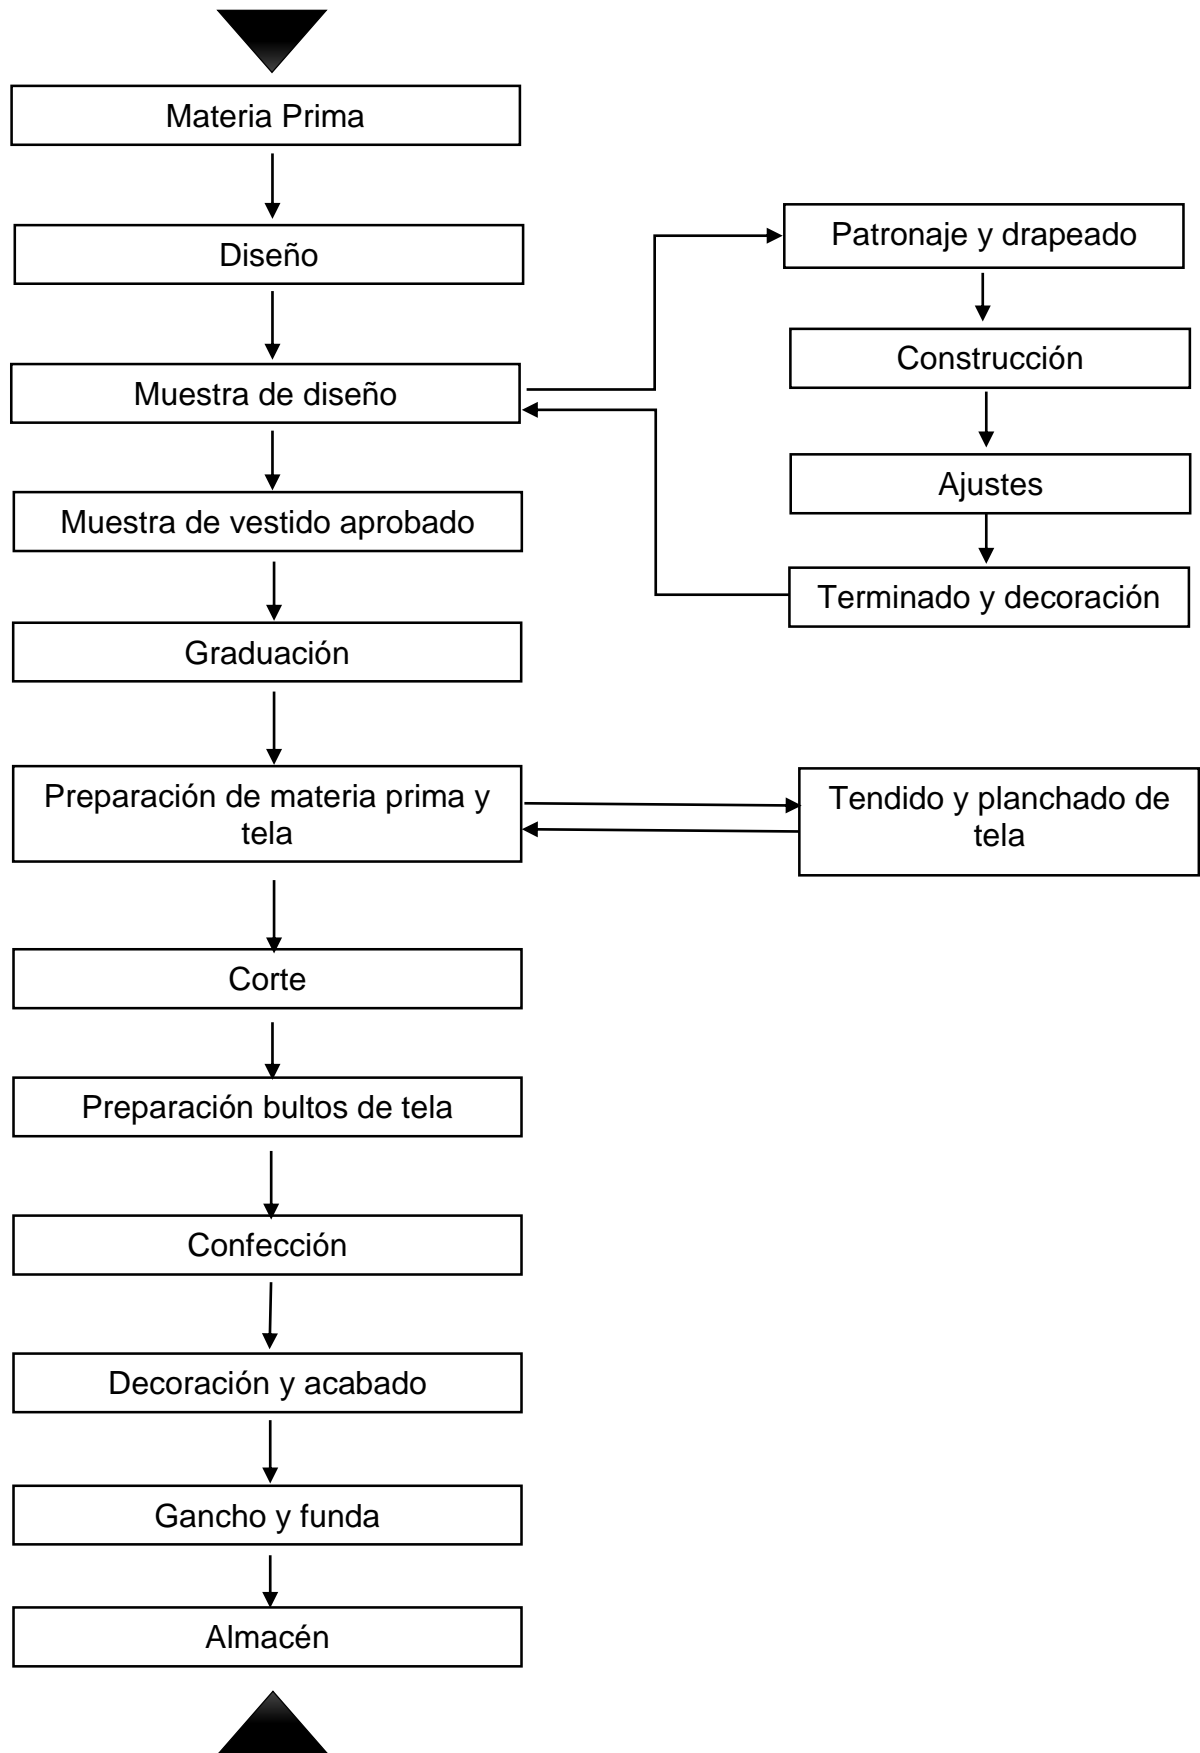 Materia Prima
Diseño
Muestra de diseño
Muestra de vestido aprobado
Graduación
Preparación de materia prima y
tela
Corte
Preparación bultos de tela
Confección
Decoración y acabado
Gancho y funda
Almacén
Patronaje y drapeado
Construcción
Ajustes
Terminado y decoración
Tendido y planchado de
tela